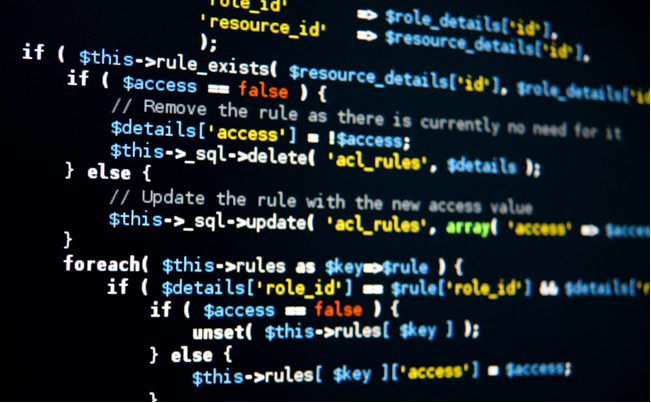 'role_id' => $role_details['id'],
'resource_id' => $resource_details['id'],
);
if ( $this->rule_exists( $resource_details['id'], $role_details['id
if ( $access == false ) {
// Remove the rule as there is currently no need for it
$details['access'] = !$access;
$this->_sql->delete( 'acl_rules', $details );
} else {
// Update the rule with the new access value
$this->_sql->update( 'acl_rules', array( 'access' => $acces
}
foreach( $this->rules as $key=>$rule ) {
if ( $details['role_id'] == $rule['role_id'] && $details['r
if ( $access == false ) {
unset( $this->rules[ $key ] );
} else {
$this->rules[ $key ]['access'] = $access;
}